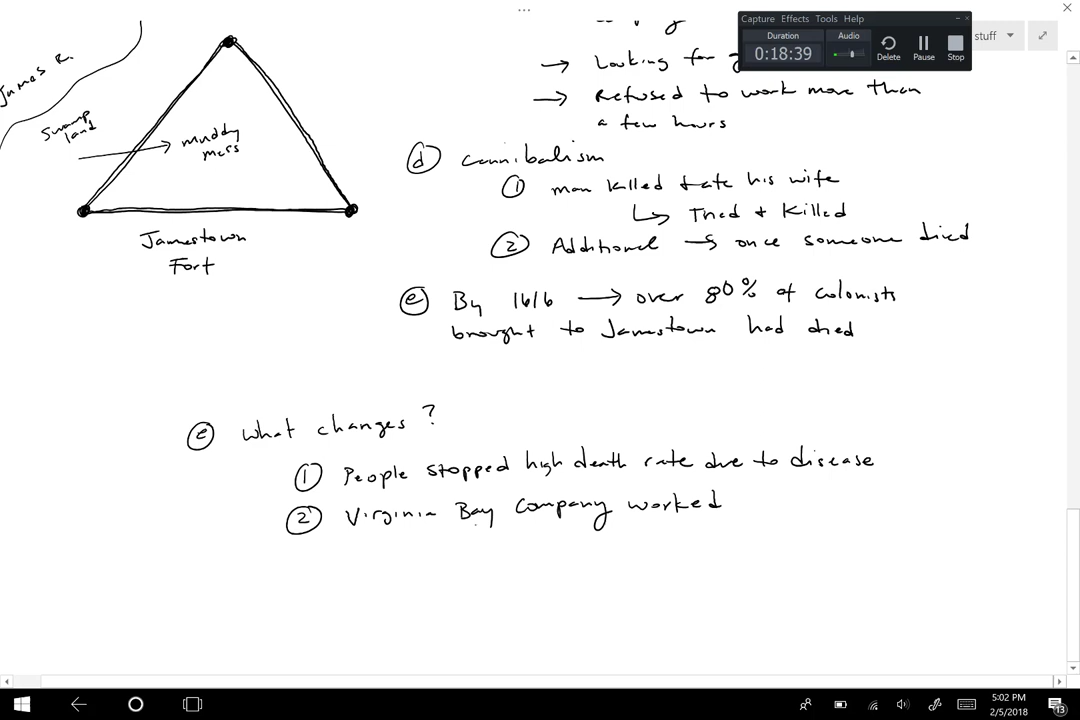 Capture Effects Tools Help
Duration
Audio
0:18:39
Delete Pause Stop
stuff
James R.
Swamp
land
muddy
mess
Jamestown
Fort
→ Looking for
→ Refused to work more than
a few hours
d cannibalism
1 man killed + ate his wife
↳ Tried + Killed
2 Additional → once someone died
e By 1616 → over 80% of colonists
brought to Jamestown had died
e What changes?
1 People stopped high death rate due to disease
2 Virginia Bay Company worked
5:02 PM
2/5/2018
13